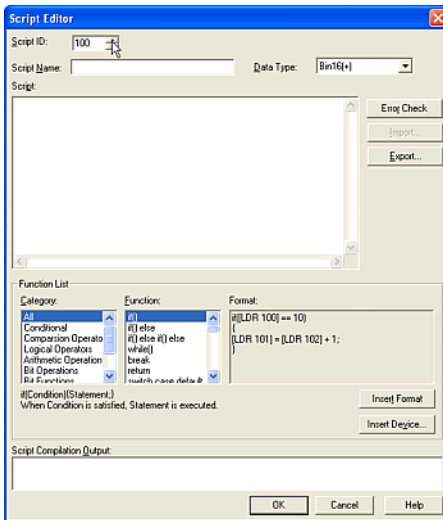 Script Editor
Script ID: 100
Script Name: Data Type: Bin16(+)
Script:
Error Check
Import...
Export...
Function List
Category: Function: Format:
All if() if([LDR 100] == 10)
Conditional if() else {
Comparsion Operato if() else if() else [LDR 101] = [LDR 102] + 1;
Logical Operators while() }
Arithmetic Operation break
Bit Operations return
Bit Functions switch case default
if(Condition){Statement;}
When Condition is satisfied, Statement is executed.
Insert Format
Insert Device...
Script Compilation Output:
OK Cancel Help